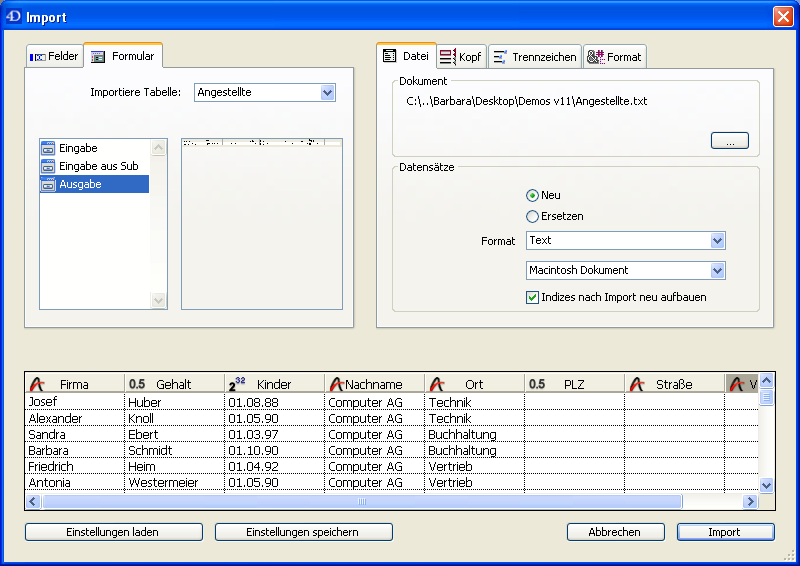 Import
Felder Formular
Importiere Tabelle: Angestellte
Eingabe
Eingabe aus Sub
Ausgabe
Datei Kopf Trennzeichen Format
Dokument
C:\..\Barbara\Desktop\Demos v11\Angestellte.txt
...
Datensätze
Neu
Ersetzen
Format Text
Macintosh Dokument
Indizes nach Import neu aufbauen
Firma 0.5 Gehalt 2 32 Kinder Nachname Ort 0.5 PLZ Straße V
Josef Huber 01.08.88 Computer AG Technik
Alexander Knoll 01.05.90 Computer AG Technik
Sandra Ebert 01.03.97 Computer AG Buchhaltung
Barbara Schmidt 01.10.90 Computer AG Buchhaltung
Friedrich Heim 01.04.92 Computer AG Vertrieb
Antonia Westermeier 01.05.90 Computer AG Vertrieb
Einstellungen laden Einstellungen speichern Abbrechen Import